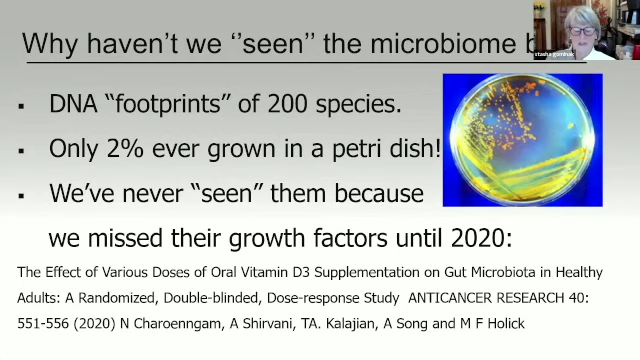 Why haven't we ''seen'' the microbiome b
stasha gominak
▪ DNA “footprints” of 200 species.
▪ Only 2% ever grown in a petri dish!
▪ We've never “seen” them because
we missed their growth factors until 2020:
The Effect of Various Doses of Oral Vitamin D3 Supplementation on Gut Microbiota in Healthy
Adults: A Randomized, Double-blinded, Dose-response Study ANTICANCER RESEARCH 40:
551-556 (2020) N Charoenngam, A Shirvani, TA. Kalajian, A Song and M F Holick